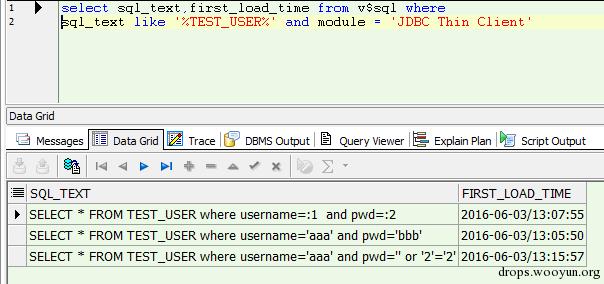 1 select sql_text,first_load_time from v$sql where
2 sql_text like '%TEST_USER%' and module = 'JDBC Thin Client'
Data Grid
Messages Data Grid Trace DBMS Output Query Viewer Explain Plan Script Output
SQL_TEXT FIRST_LOAD_TIME
SELECT * FROM TEST_USER where username=:1  and pwd=:2 2016-06-03/13:07:55
SELECT * FROM TEST_USER where username='aaa' and pwd='bbb' 2016-06-03/13:05:50
SELECT * FROM TEST_USER where username='aaa' and pwd='' or '2'='2' 2016-06-03/13:15:57
drops.wooyun.org